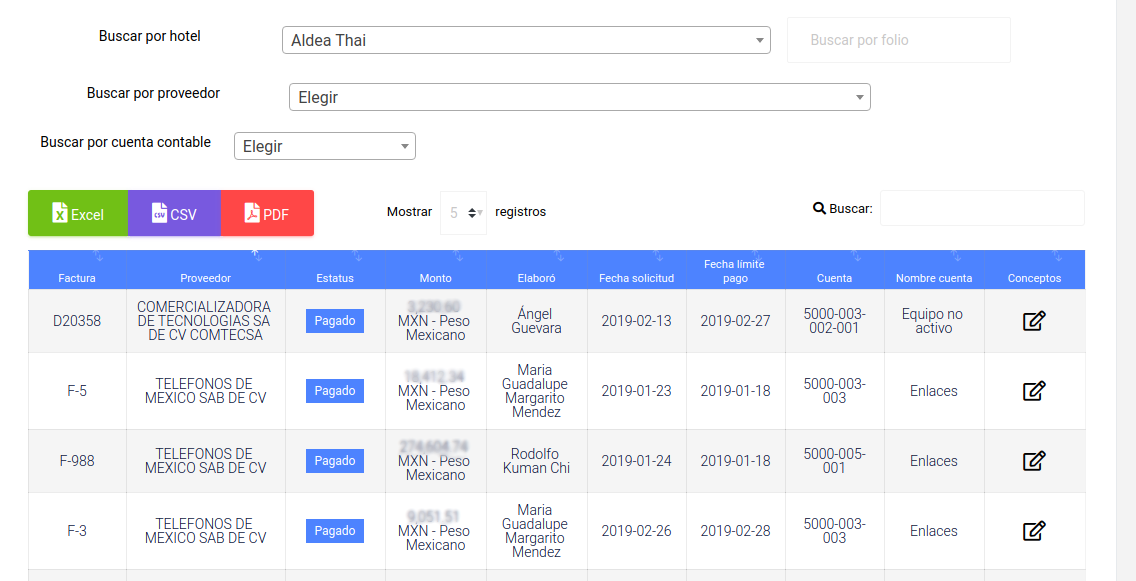 Buscar por hotel
Aldea Thai
Buscar por folio
Buscar por proveedor
Elegir
Buscar por cuenta contable
Elegir
Excel
CSV
PDF
Mostrar 5 registros
Buscar:
Factura
Proveedor
Estatus
Monto
Elaboró
Fecha solicitud
Fecha límite
pago
Cuenta
Nombre cuenta
Conceptos
D20358
COMERCIALIZADORA
DE TECNOLOGIAS SA
DE CV COMTECSA
Pagado
MXN - Peso
Mexicano
Ángel
Guevara
2019-02-13
2019-02-27
5000-003-
002-001
Equipo no
activo
F-5
TELEFONOS DE
MEXICO SAB DE CV
Pagado
MXN - Peso
Mexicano
Maria
Guadalupe
Margarito
Mendez
2019-01-23
2019-01-18
5000-003-
003
Enlaces
F-988
TELEFONOS DE
MEXICO SAB DE CV
Pagado
MXN - Peso
Mexicano
Rodolfo
Kuman Chi
2019-01-24
2019-01-18
5000-005-
001
Enlaces
F-3
TELEFONOS DE
MEXICO SAB DE CV
Pagado
MXN - Peso
Mexicano
Maria
Guadalupe
Margarito
Mendez
2019-02-26
2019-02-28
5000-003-
003
Enlaces